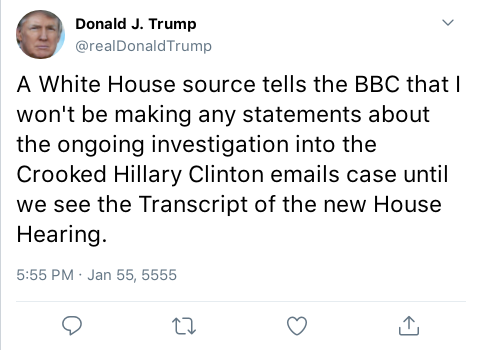 Donald J. Trump
@realDonaldTrump
A White House source tells the BBC that I
won't be making any statements about
the ongoing investigation into the
Crooked Hillary Clinton emails case until
we see the Transcript of the new House
Hearing.
5:55 PM · Jan 55, 5555